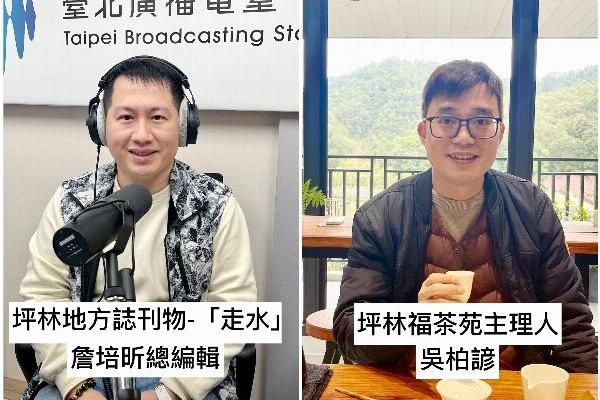 臺北廣播電臺
Taipei Broadcasting Sta
坪林地方誌刊物-「走水」
詹培昕總編輯
坪林福茶苑主理人
吳柏諺